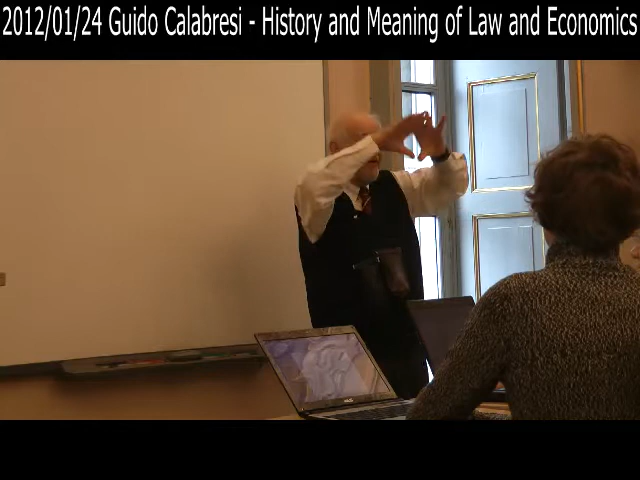 2012/01/24 Guido Calabresi - History and Meaning of Law and Economics